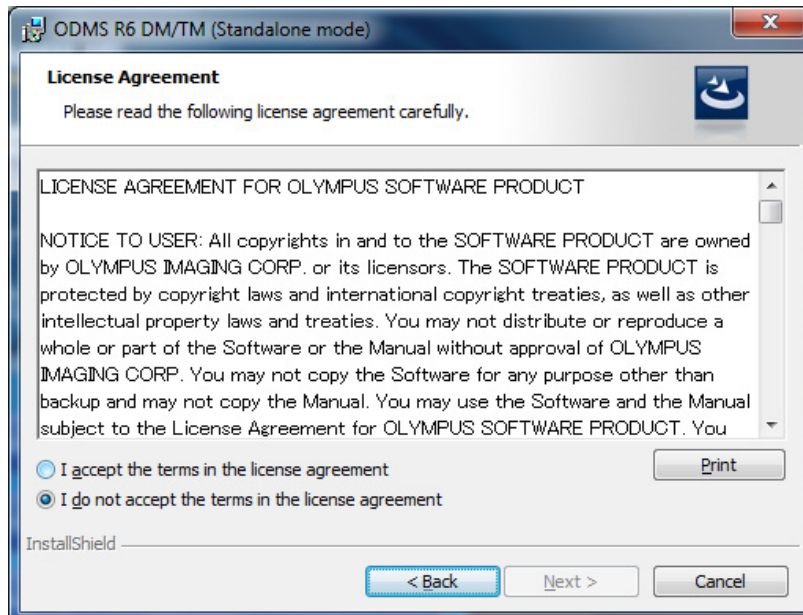 ODMS R6 DM/TM (Standalone mode)
License Agreement
Please read the following license agreement carefully.
LICENSE AGREEMENT FOR OLYMPUS SOFTWARE PRODUCT
NOTICE TO USER: All copyrights in and to the SOFTWARE PRODUCT are owned
by OLYMPUS IMAGING CORP. or its licensors. The SOFTWARE PRODUCT is
protected by copyright laws and international copyright treaties, as well as other
intellectual property laws and treaties. You may not distribute or reproduce a
whole or part of the Software or the Manual without approval of OLYMPUS
IMAGING CORP. You may not copy the Software for any purpose other than
backup and may not copy the Manual. You may use the Software and the Manual
subject to the License Agreement for OLYMPUS SOFTWARE PRODUCT. You
I accept the terms in the license agreement
Print
I do not accept the terms in the license agreement
InstallShield
< Back
Next >
Cancel